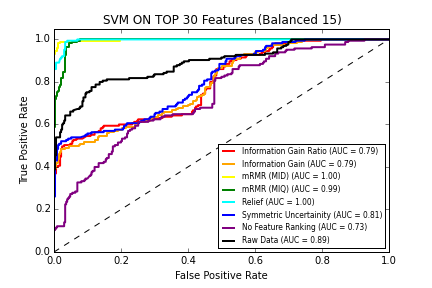 SVM ON TOP 30 Features (Balanced 15)
True Positive Rate
1.0
0.8
0.6
0.4
0.2
0.0
Information Gain Ratio (AUC = 0.79)
Information Gain (AUC = 0.79)
mRMR (MID) (AUC = 1.00)
mRMR (MIQ) (AUC = 0.99)
Relief (AUC = 1.00)
Symmetric Uncertainity (AUC = 0.81)
No Feature Ranking (AUC = 0.73)
Raw Data (AUC = 0.89)
0.0 0.2 0.4 0.6 0.8 1.0
False Positive Rate